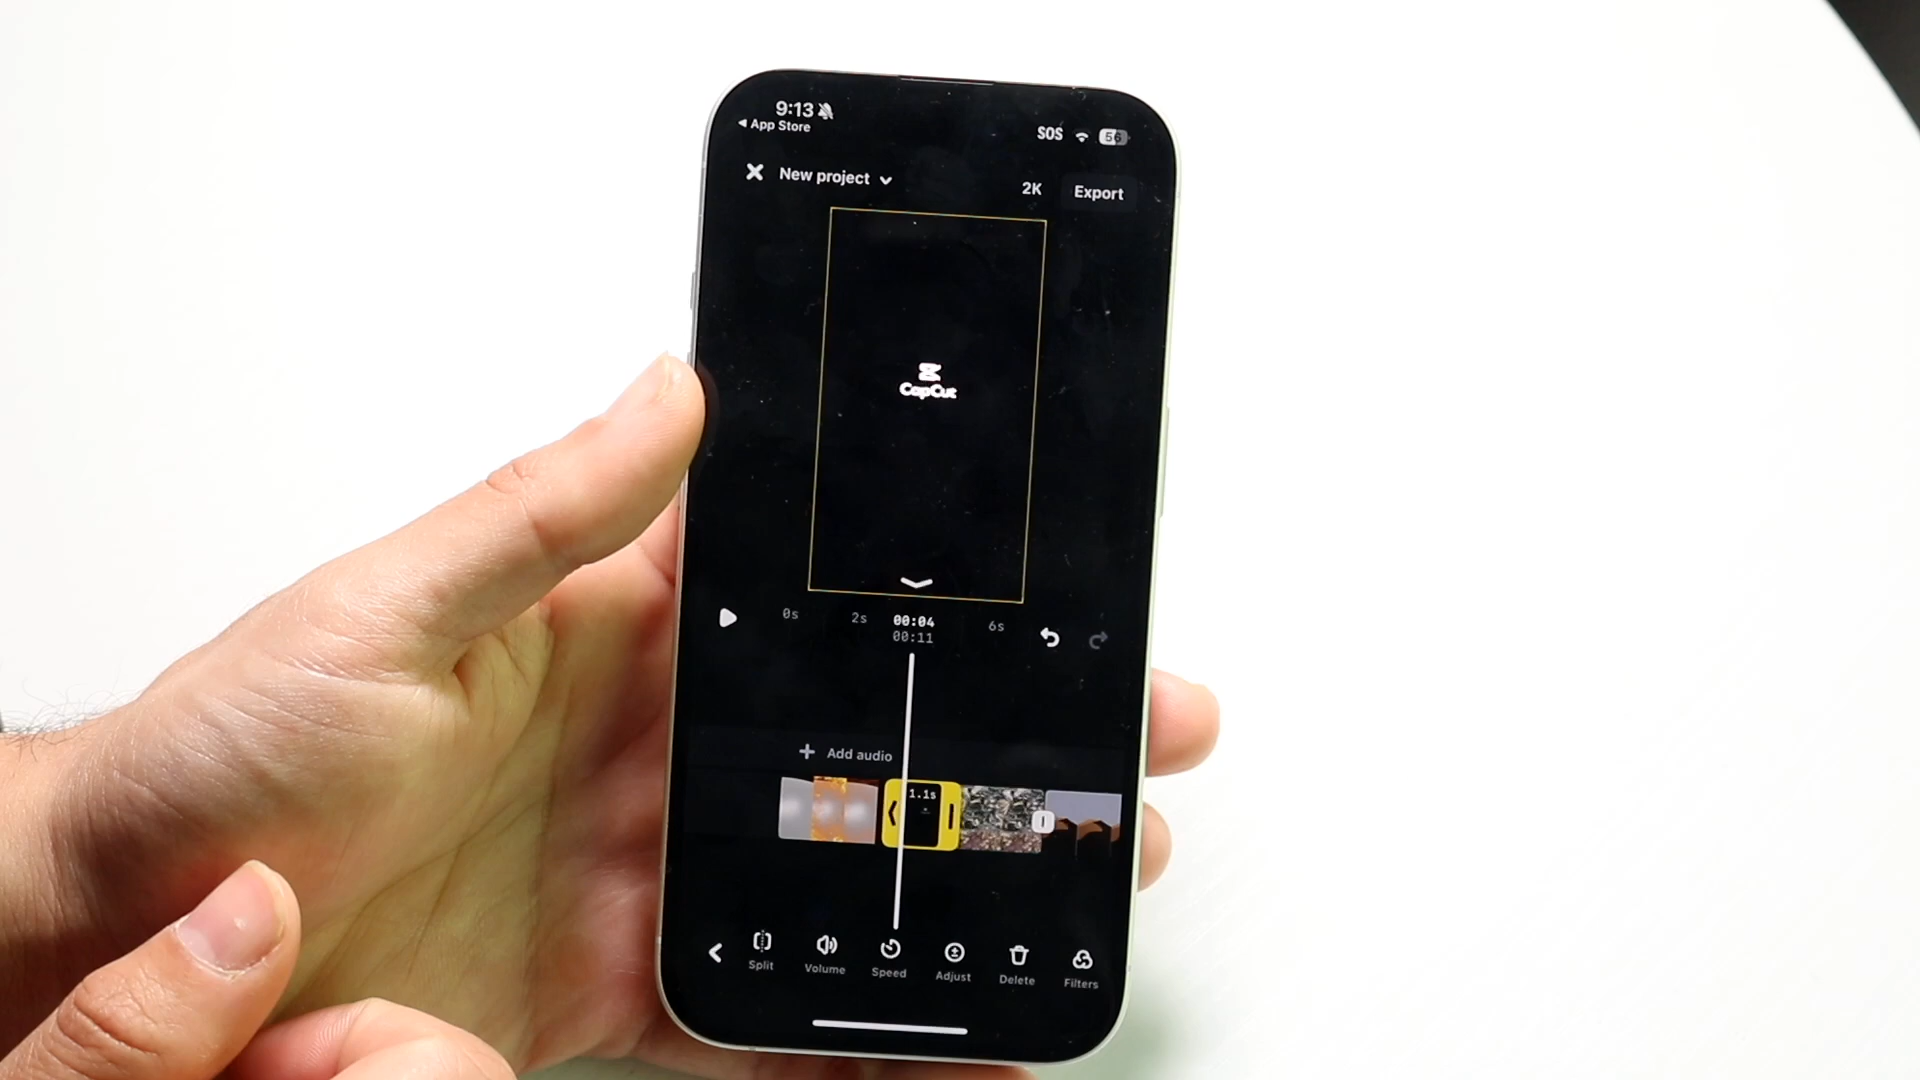 9:13
App Store
SOS
56
New project
2K
Export
CapCut
0s
2s
00:04
00:11
6s
Add audio
1.1s
Split
Volume
Speed
Adjust
Delete
Filters